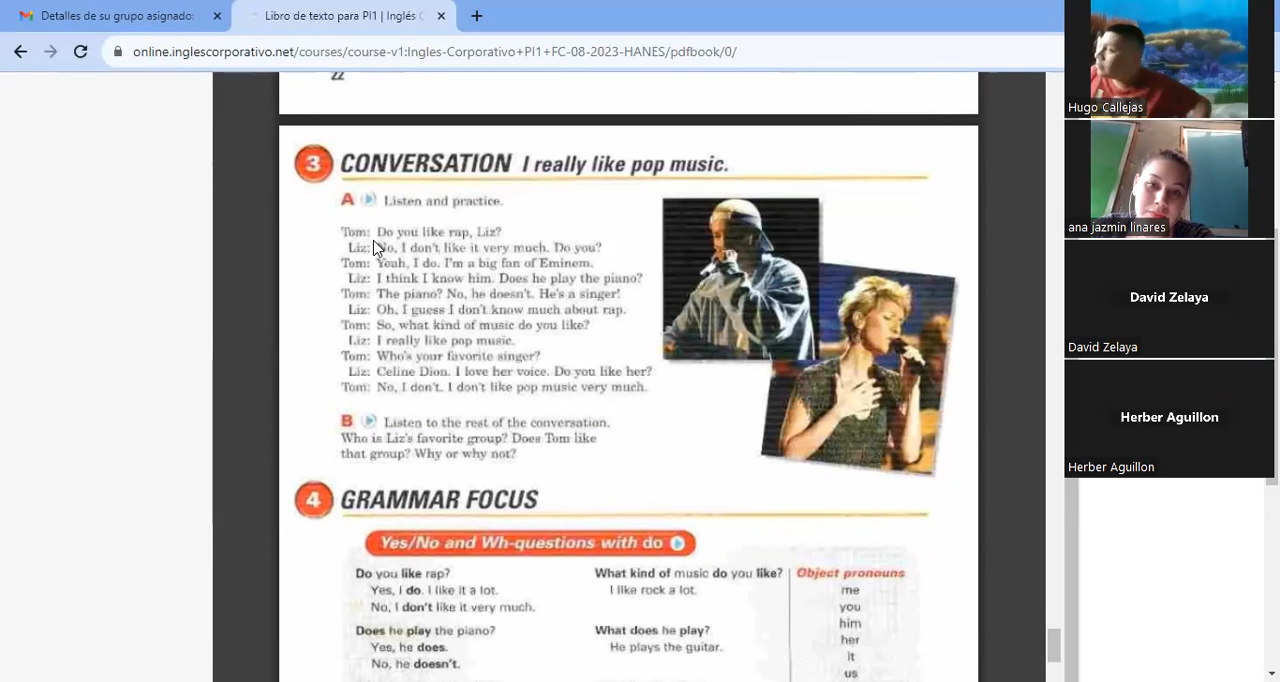 Detalles de su grupo asignado:
Libro de texto para PI1 | Inglés C
online.inglescorporativo.net/courses/course-v1:Ingles-Corporativo+PI1+FC-08-2023-HANES/pdfbook/0/
22
3 CONVERSATION I really like pop music.
A Listen and practice.
Tom: Do you like rap, Liz?
Liz: No, I don't like it very much. Do you?
Tom: Yeah, I do. I'm a big fan of Eminem.
Liz: I think I know him. Does he play the piano?
Tom: The piano? No, he doesn't. He's a singer!
Liz: Oh, I guess I don't know much about rap.
Tom: So, what kind of music do you like?
Liz: I really like pop music.
Tom: Who's your favorite singer?
Liz: Celine Dion. I love her voice. Do you like her?
Tom: No, I don't. I don't like pop music very much.
B Listen to the rest of the conversation.
Who is Liz's favorite group? Does Tom like
that group? Why or why not?
4 GRAMMAR FOCUS
Yes/No and Wh-questions with do
Do you like rap?
Yes, I do. I like it a lot.
No, I don't like it very much.
Does he play the piano?
Yes, he does.
No, he doesn't.
What kind of music do you like?
I like rock a lot.
What does he play?
He plays the guitar.
Object pronouns
me
you
him
her
it
us
Hugo Callejas
ana jazmin linares
David Zelaya
David Zelaya
Herber Aguillon
Herber Aguillon